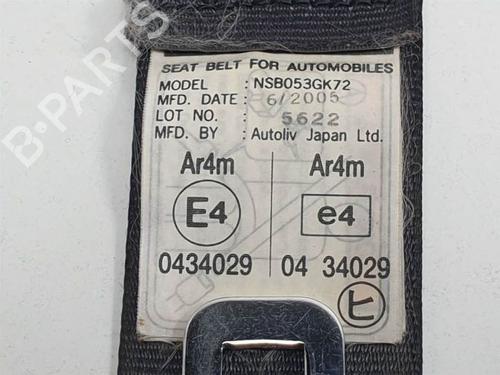 SEAT BELT FOR AUTOMOBILES
MODEL : NSB053GK72
MFD. DATE : 6/2005
LOT NO. : 5622
MFD. BY : Autoliv Japan Ltd.
Ar4m Ar4m
E4 e4
0434029 04 34029
ヒ
B-PARTS